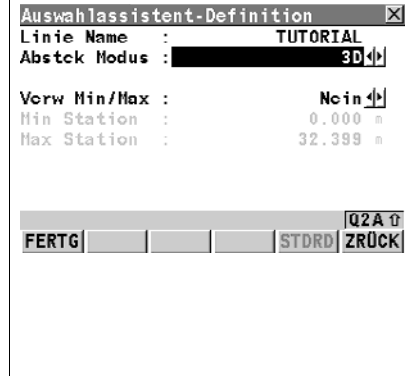 Auswahlassistent-Definition
Linie Name : TUTORIAL
Abstck Modus : 3D
Verw Min/Max : Nein
Min Station : 0.000 m
Max Station : 32.399 m
Q2A ⇧
FERTG STDRD ZRÜCK